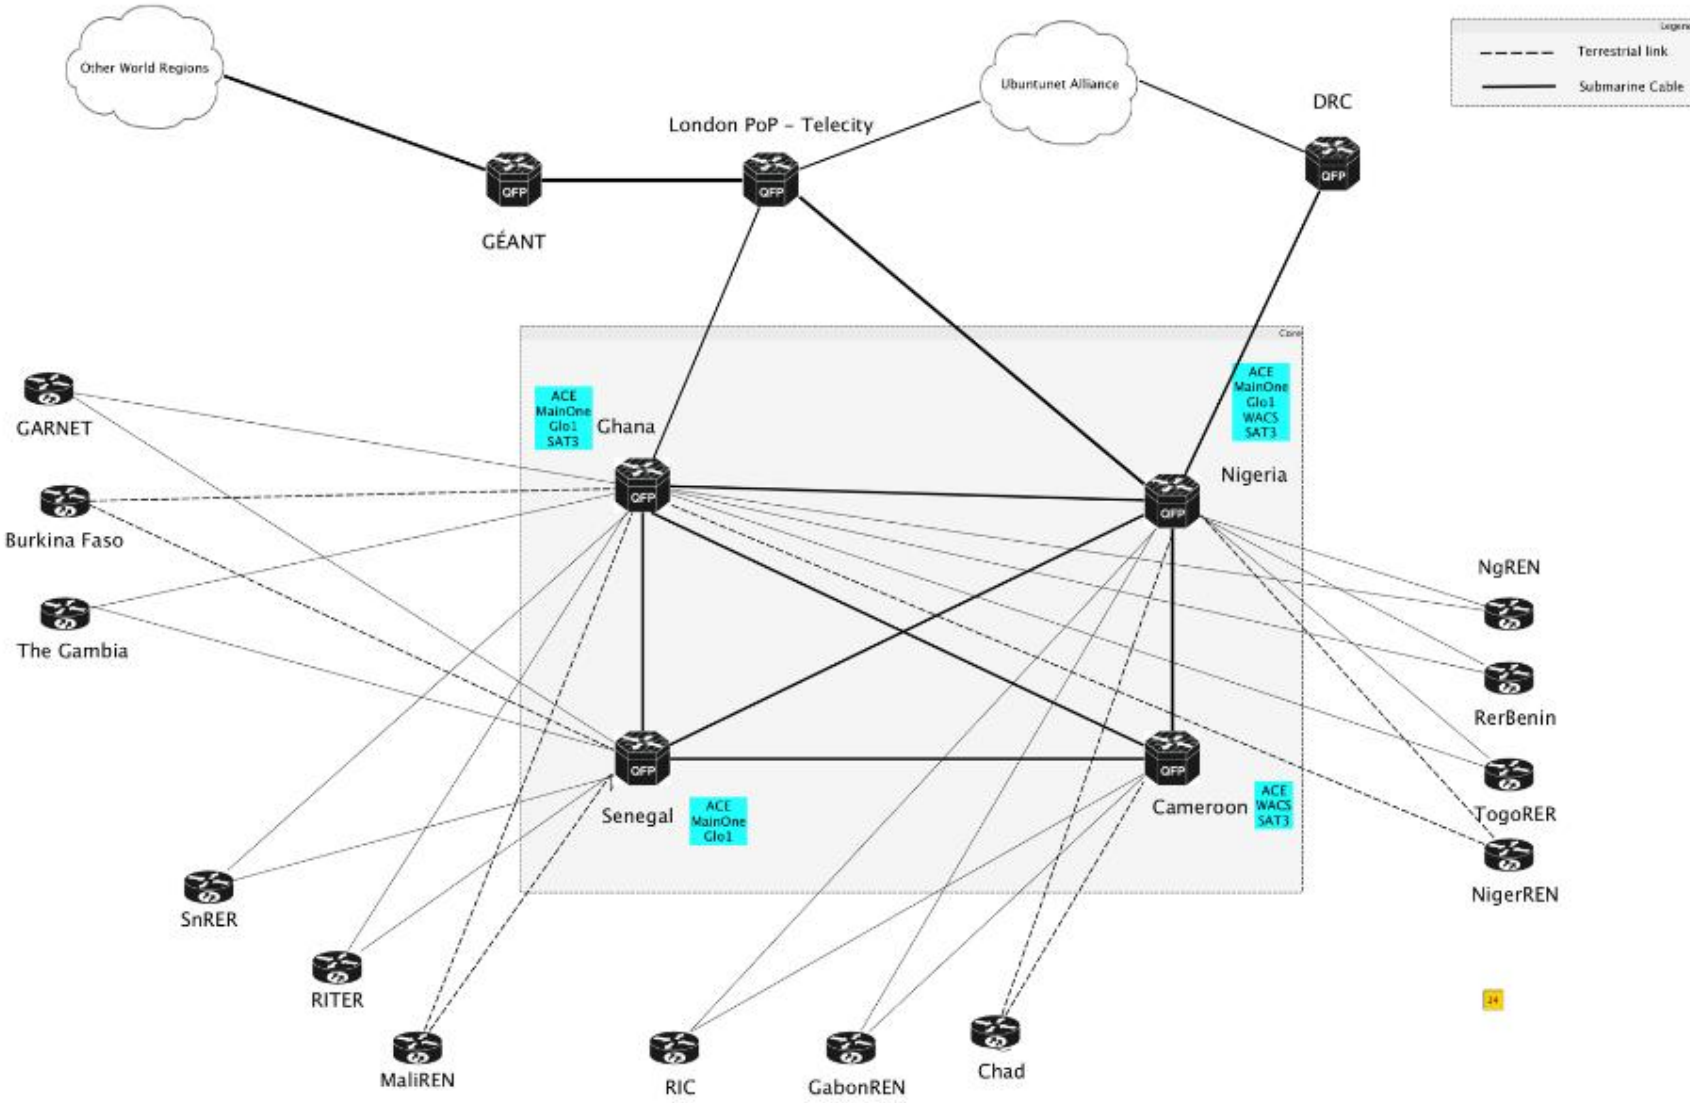 Other World Regions
Ubuntunet Alliance
Legend
Terrestrial link
Submarine Cable
DRC
London PoP – Telecity
QFP
QFP
QFP
GÉANT
Core
ACE
MainOne
Glo1
SAT3
Ghana
ACE
MainOne
Glo1
WACS
SAT3
Nigeria
QFP
QFP
GARNET
Burkina Faso
The Gambia
NgREN
RerBenin
TogoRER
NigerREN
QFP
QFP
Senegal
ACE
MainOne
Glo1
Cameroon
ACE
WACS
SAT3
SnRER
RITER
MaliREN
RIC
GabonREN
Chad
24